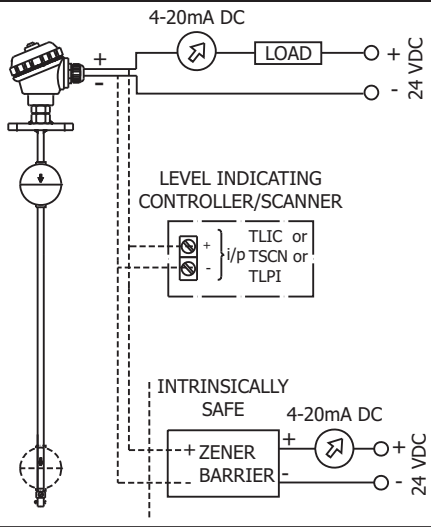 4-20mA DC
+ LOAD +
- -
24 VDC
LEVEL INDICATING
CONTROLLER/SCANNER
+ TLIC or
i/p TSCN or
- TLPI
INTRINSICALLY
SAFE
4-20mA DC
+ ZENER + +
- BARRIER - -
24 VDC